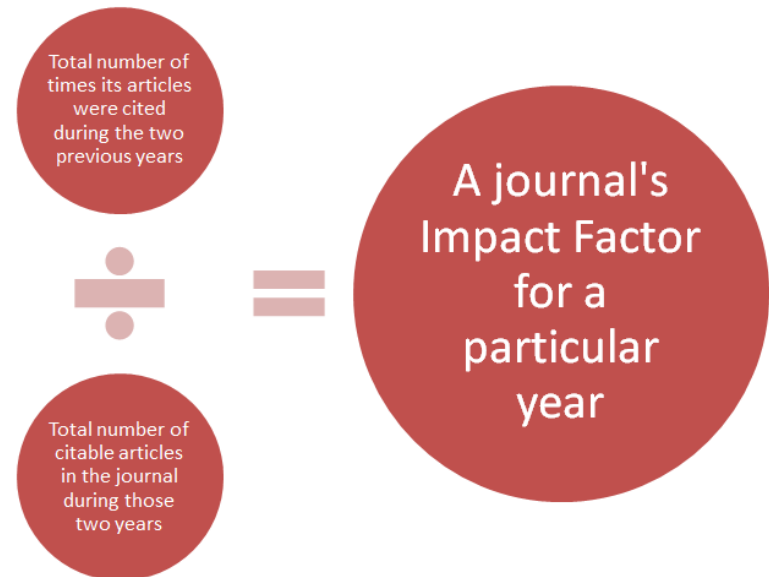 Total number of
times its articles
were cited
during the two
previous years
÷
=
Total number of
citable articles
in the journal
during those
two years
A journal's
Impact Factor
for a
particular
year